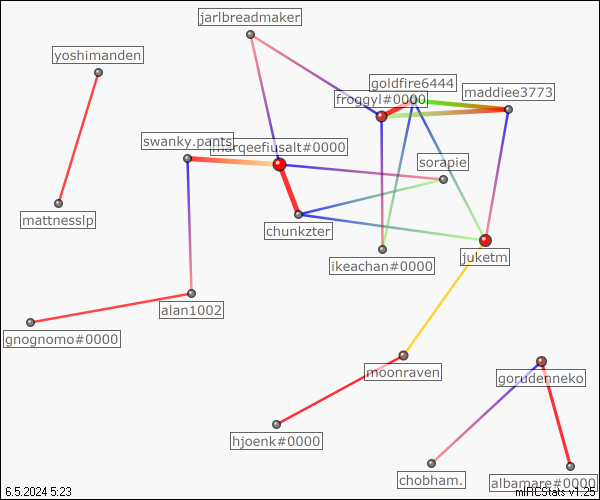 jarlbreadmaker
yoshimanden
goldfire6444
maddiee3773
froggyl#0000
swanky.pants
marqeefiusalt#0000
sorapie
mattnesslp
chunkzter
juketm
ikeachan#0000
alan1002
gnognomo#0000
moonraven
gorudenneko
hjoenk#0000
chobham.
albamare#0000
6.5.2024 5:23
mIRCStats v1.25